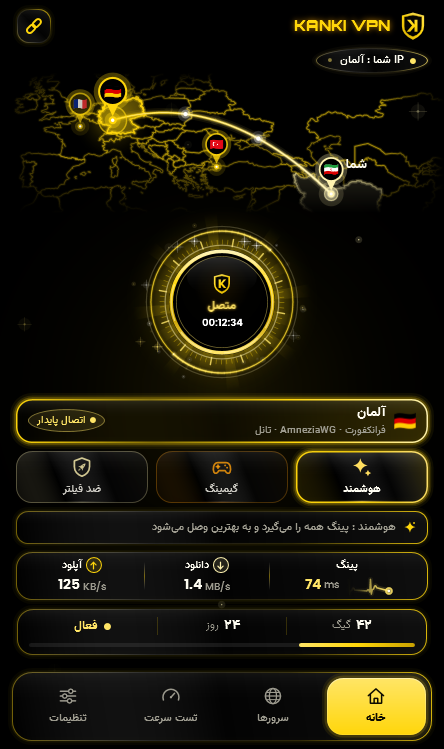 KANKI VPN
IP شما : آلمان
شما
K
متصل
00:12:34
آلمان
فرانکفورت · AmneziaWG · تانل
اتصال پایدار
هوشمند
گیمینگ
ضد فیلتر
هوشمند : پینگ همه را می‌گیرد و به بهترین وصل می‌شود
پینگ
74 ms
دانلود
1.4 MB/s
آپلود
125 KB/s
۴۲ گیگ
۲۴ روز
فعال
خانه
سرورها
تست سرعت
تنظیمات